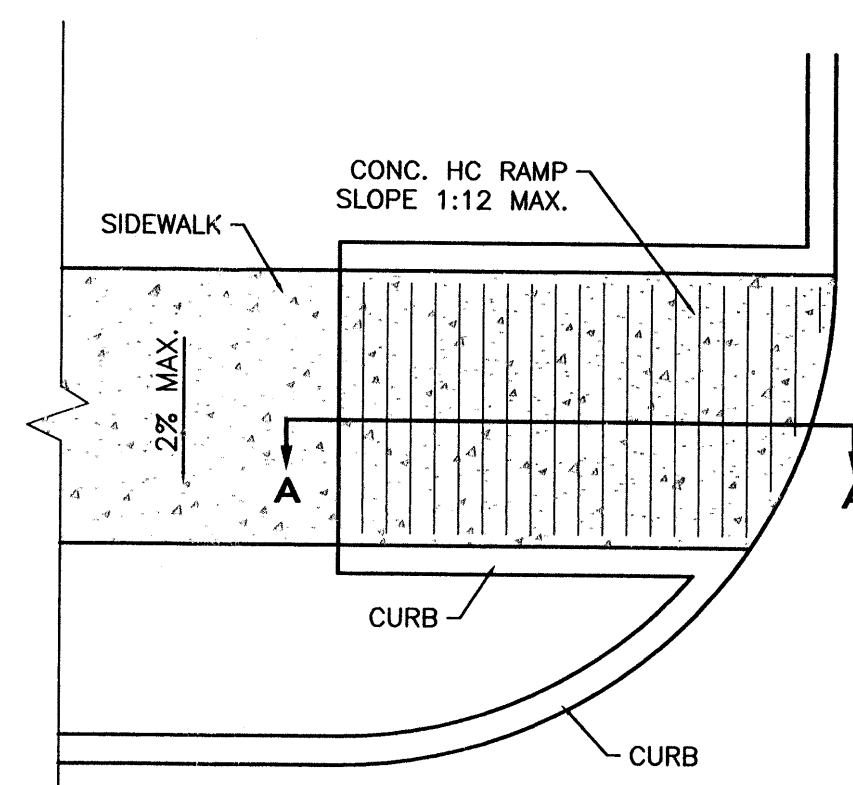 CONC. HC RAMP
SLOPE 1:12 MAX.
SIDEWALK
2% MAX.
A
CURB
CURB